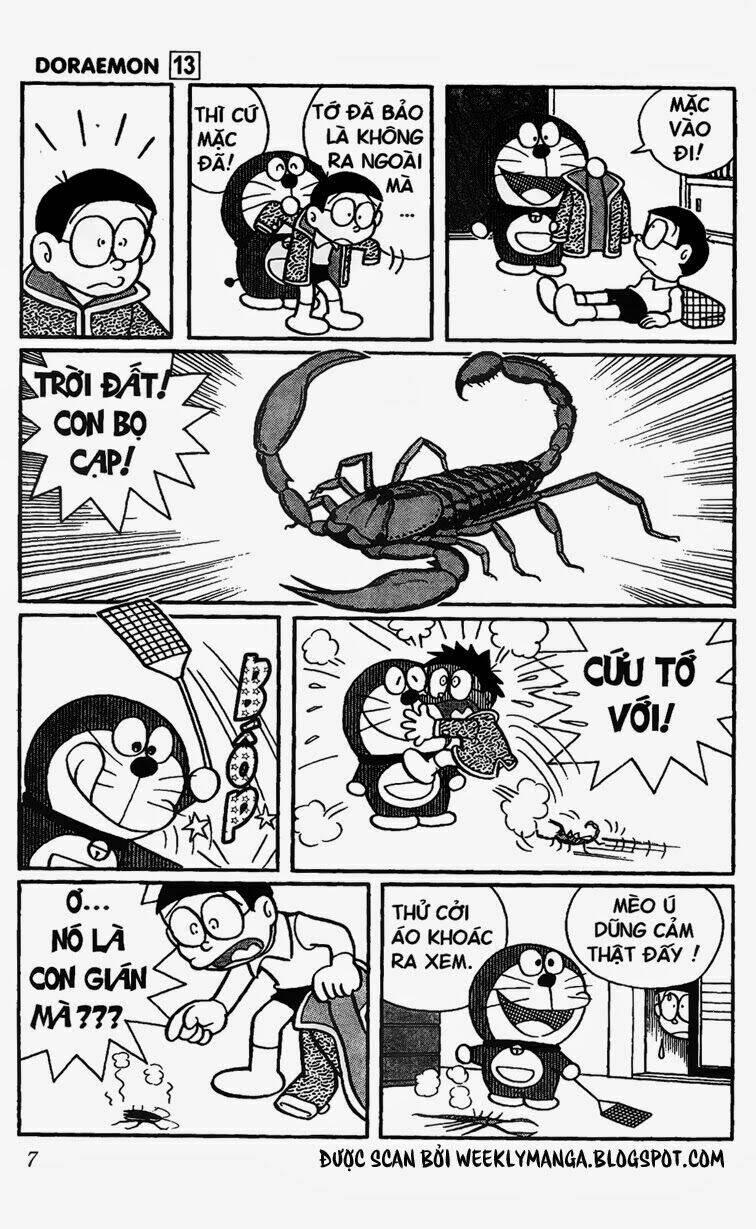 DORAEMON 13
MẶC
VÀO
ĐI!
TỚ ĐÃ BẢO
LÀ KHÔNG
RA NGOÀI
MÀ
...
THÌ CỨ
MẶC
ĐÃ!
TRỜI ĐẤT!
CON BỌ
CẠP!
CỨU TỚ
VỚI!
BỐP
MÈO Ú
DŨNG CẢM
THẬT ĐẤY!
THỬ CỞI
ÁO KHOÁC
RA XEM.
Ơ...
NÓ LÀ
CON GIÁN
MÀ???
7
ĐƯỢC SCAN BỞI WEEKLYMANGA.BLOGSPOT.COM